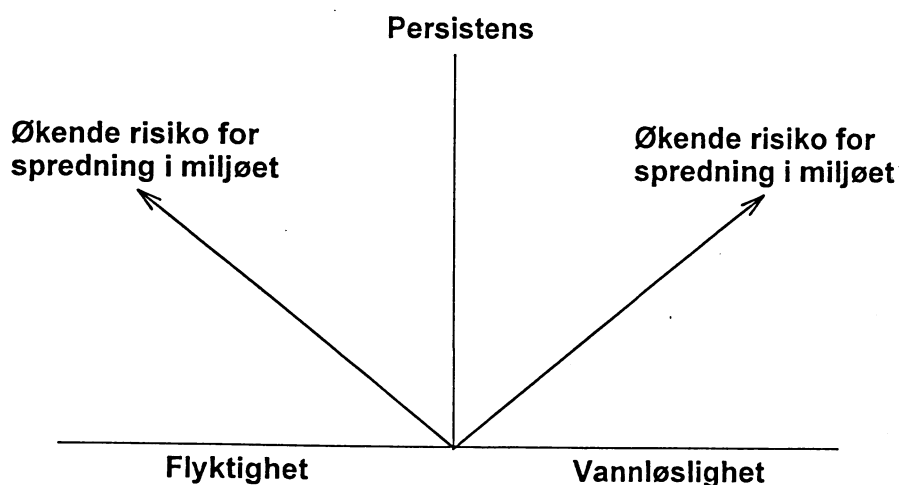 Persistens
Økende risiko for
spredning i miljøet
Økende risiko for
spredning i miljøet
Flyktighet
Vannløslighet